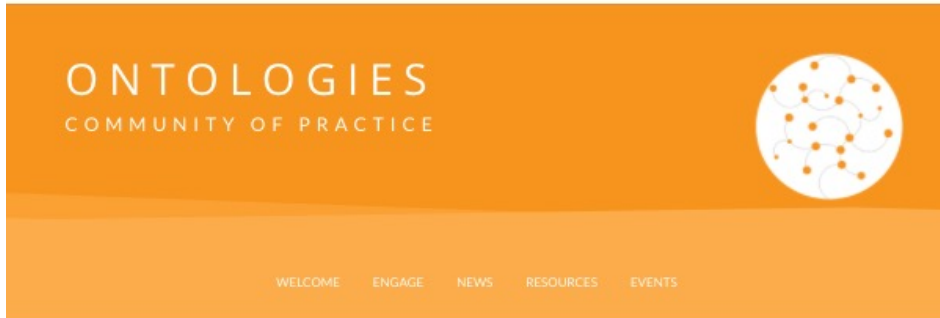 ONTOLOGIES
COMMUNITY OF PRACTICE
WELCOME ENGAGE NEWS RESOURCES EVENTS